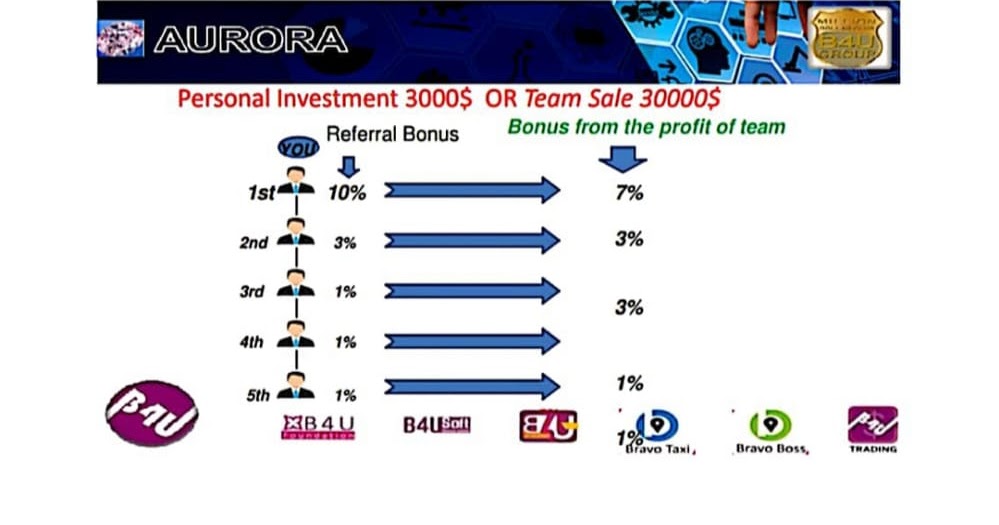 AURORA
MILLION
B4U
GROUP
Personal Investment 3000$ OR Team Sale 30000$
Referral Bonus
Bonus from the profit of team
YOU
1st 10% 7%
2nd 3% 3%
3rd 1%
3%
4th 1%
1%
5th 1%
B4U
B4U
Foundation
B4U Soft
B4U
1%
Bravo Taxi.
Bravo Boss.
B4U
TRADING